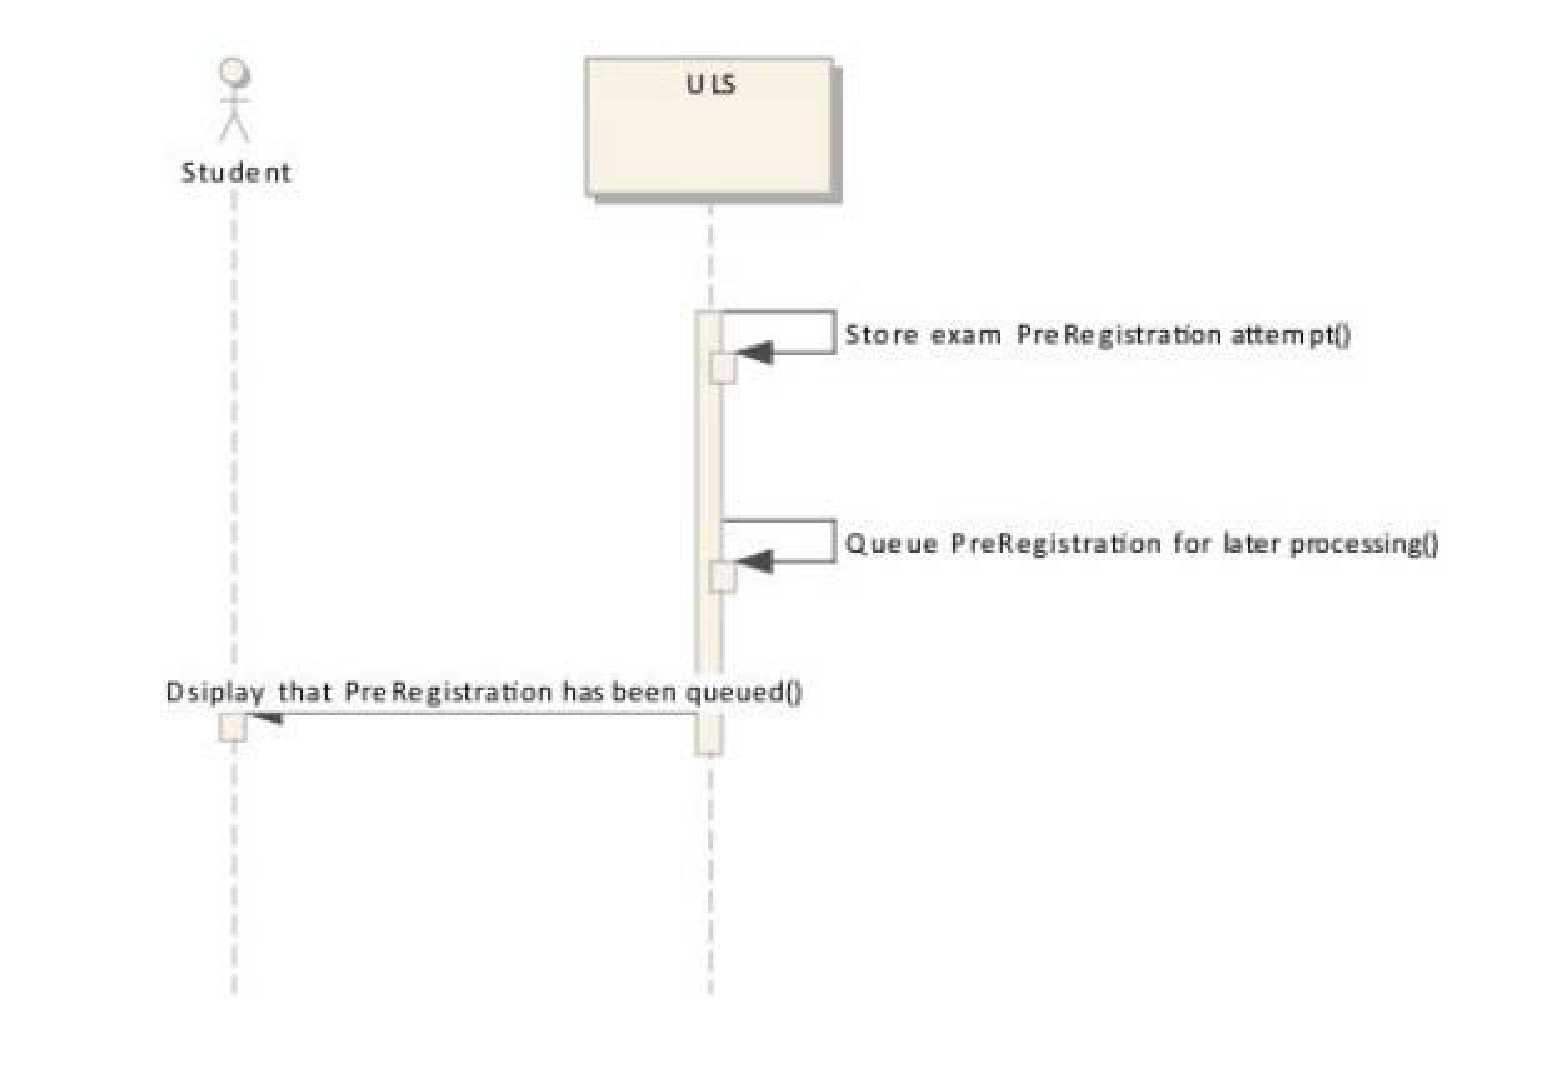 ULS
Student
Store exam PreRegistration attempt()
Queue PreRegistration for later processing()
Dsiplay that PreRegistration has been queued()